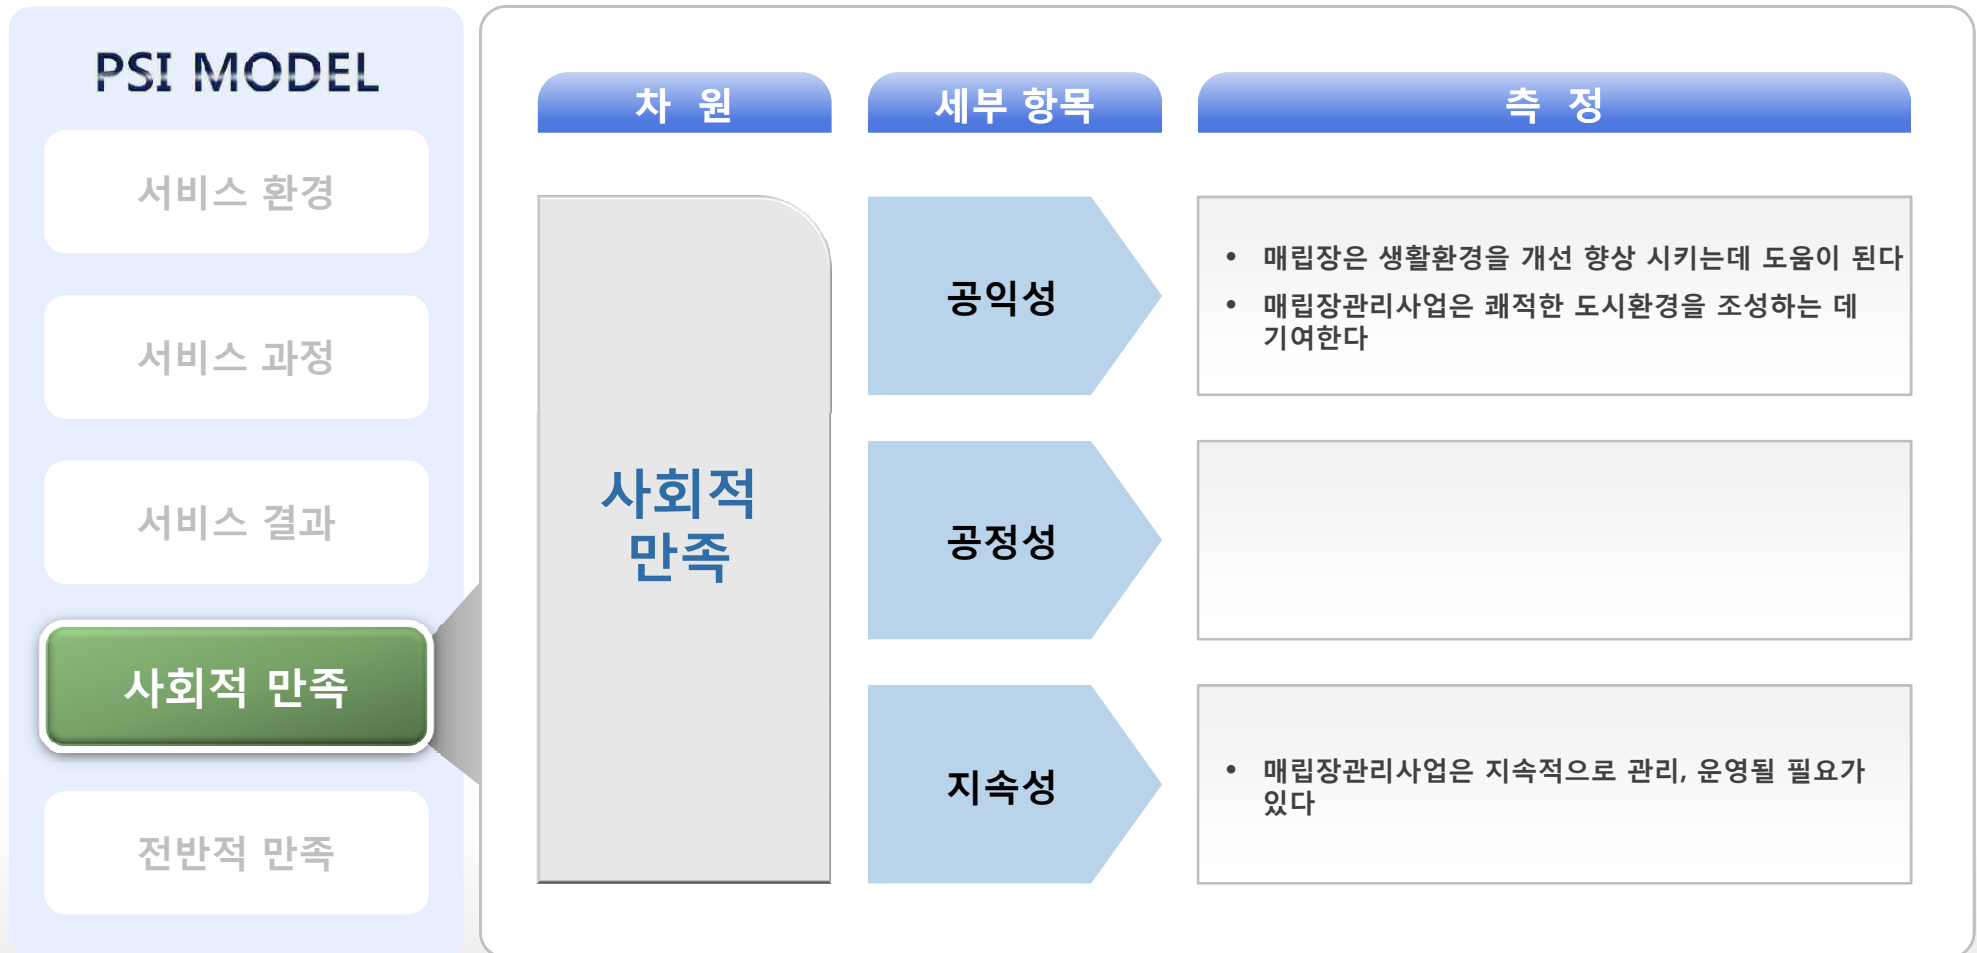 PSI MODEL
서비스 환경
서비스 과정
서비스 결과
사회적 만족
전반적 만족
차 원
세부 항목
측 정
사회적
만족
공익성
• 매립장은 생활환경을 개선 향상 시키는데 도움이 된다
• 매립장관리사업은 쾌적한 도시환경을 조성하는 데
기여한다
공정성
지속성
• 매립장관리사업은 지속적으로 관리, 운영될 필요가
있다